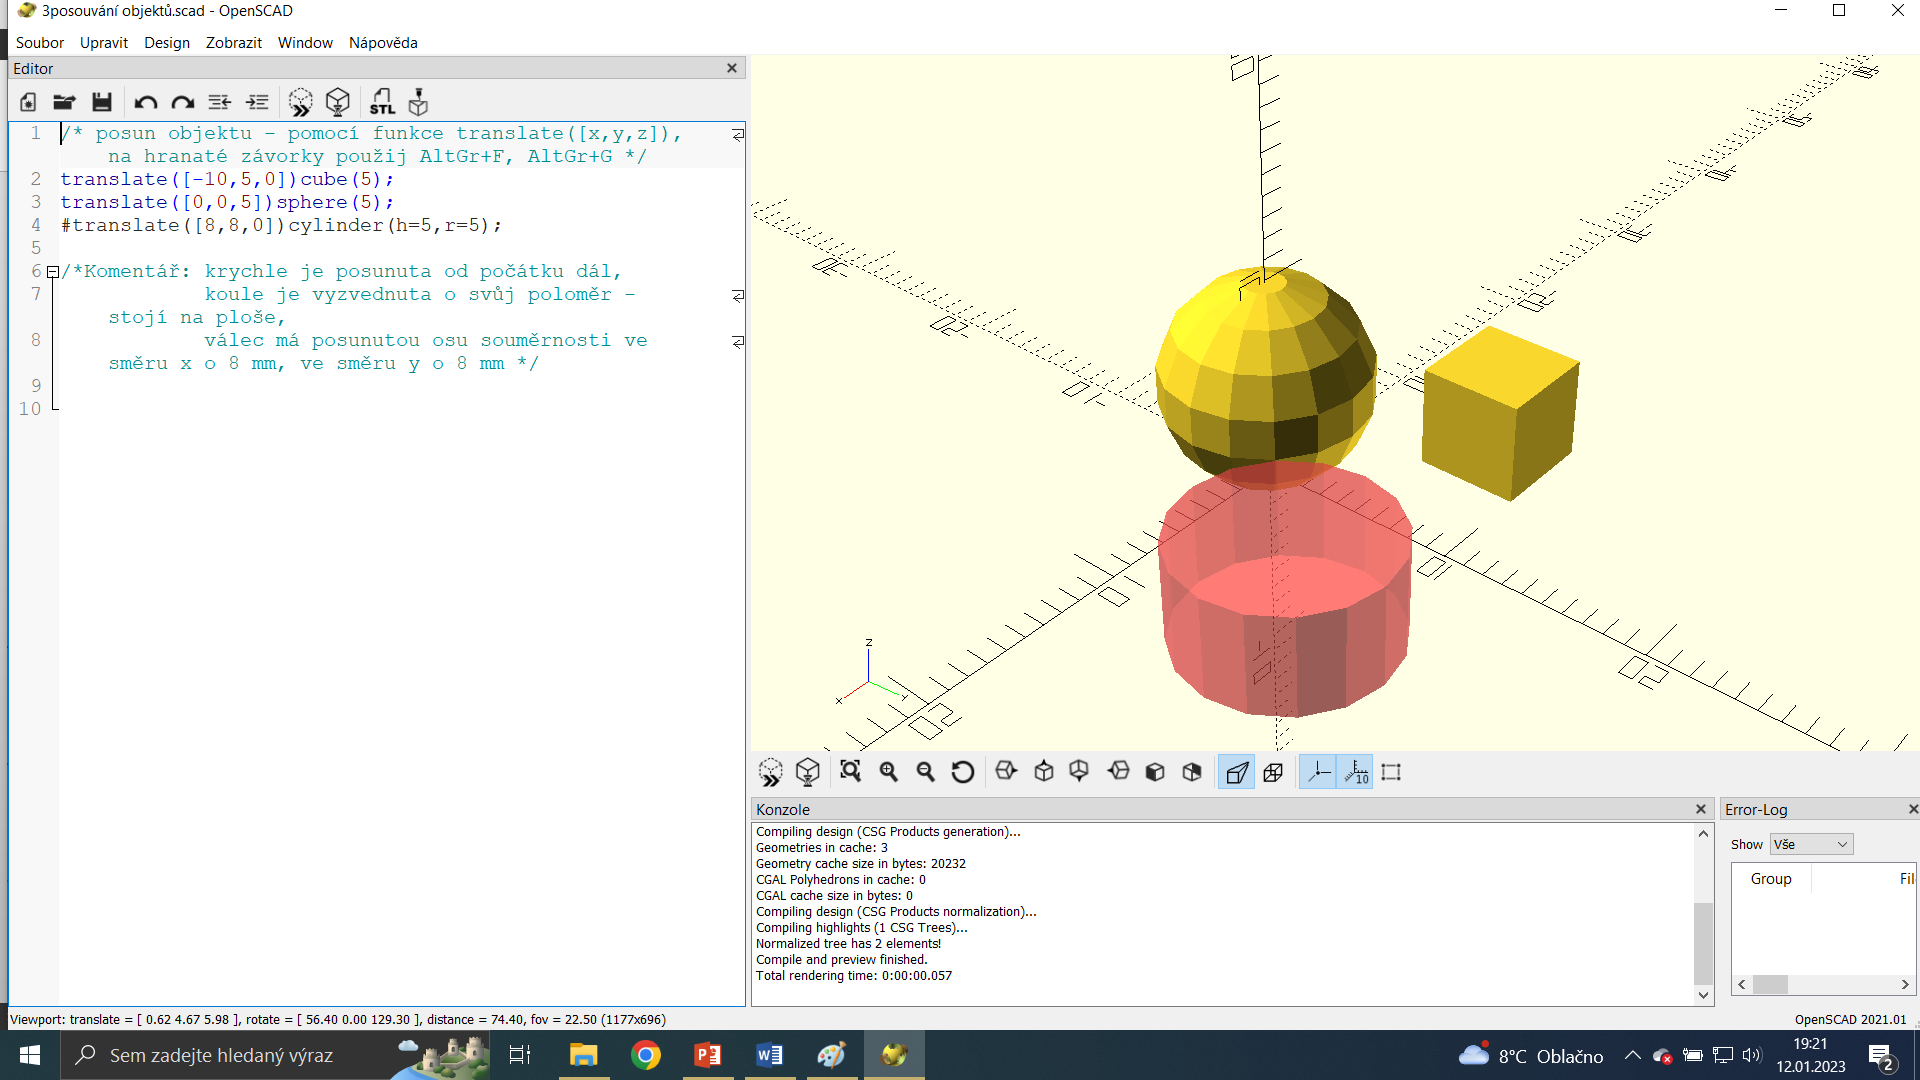 3posouvání objektů.scad - OpenSCAD
Soubor Upravit Design Zobrazit Window Nápověda
Editor
STL
1 /* posun objektu - pomocí funkce translate([x,y,z]),
na hranaté závorky použij AltGr+F, AltGr+G */
2 translate([-10,5,0])cube(5);
3 translate([0,0,5])sphere(5);
4 #translate([8,8,0])cylinder(h=5,r=5);
5
6 /*Komentář: krychle je posunuta od počátku dál,
7 koule je vyzvednuta o svůj poloměr -
stojí na ploše,
8 válec má posunutou osu souměrnosti ve
směru x o 8 mm, ve směru y o 8 mm */
9
10
z
x
y
10
Konzole
Compiling design (CSG Products generation)...
Geometries in cache: 3
Geometry cache size in bytes: 20232
CGAL Polyhedrons in cache: 0
CGAL cache size in bytes: 0
Compiling design (CSG Products normalization)...
Compiling highlights (1 CSG Trees)...
Normalized tree has 2 elements!
Compile and preview finished.
Total rendering time: 0:00:00.057
Error-Log
Show Vše
Group Fil
Viewport: translate = [ 0.62 4.67 5.98 ], rotate = [ 56.40 0.00 129.30 ], distance = 74.40, fov = 22.50 (1177x696)
OpenSCAD 2021.01
Sem zadejte hledaný výraz
8°C Oblačno
19:21
12.01.2023
2